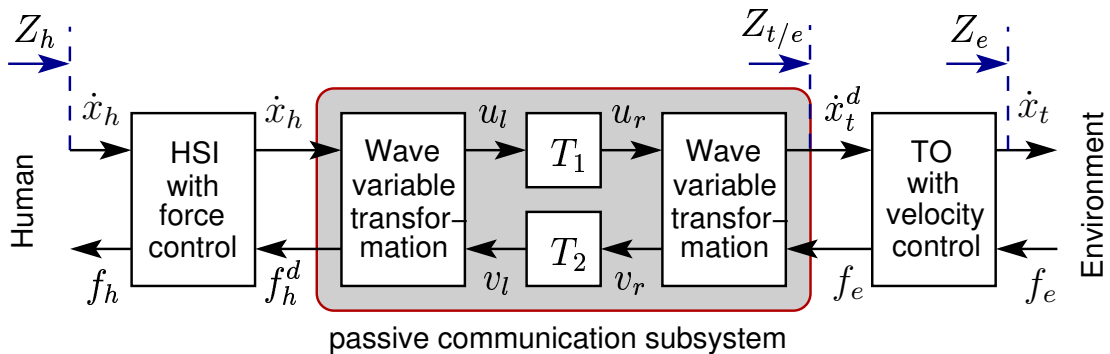 Z_h
Z_{t/e}
Z_e
ẋ_h
ẋ_h
u_l
u_r
ẋ_t^d
ẋ_t
Human
HSI
with
force
control
Wave
variable
transfor–
mation
T_1
T_2
Wave
variable
transfor–
mation
TO
with
velocity
control
Environment
f_h
f_h^d
v_l
v_r
f_e
f_e
passive communication subsystem